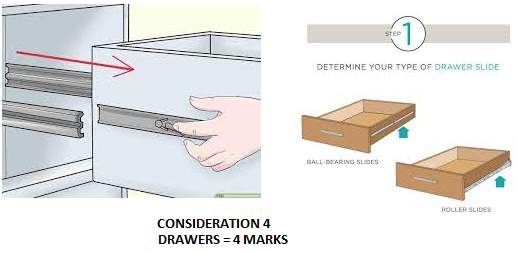 STEP 1
DETERMINE YOUR TYPE OF DRAWER SLIDE
BALL-BEARING SLIDES
ROLLER SLIDES
CONSIDERATION 4
DRAWERS = 4 MARKS